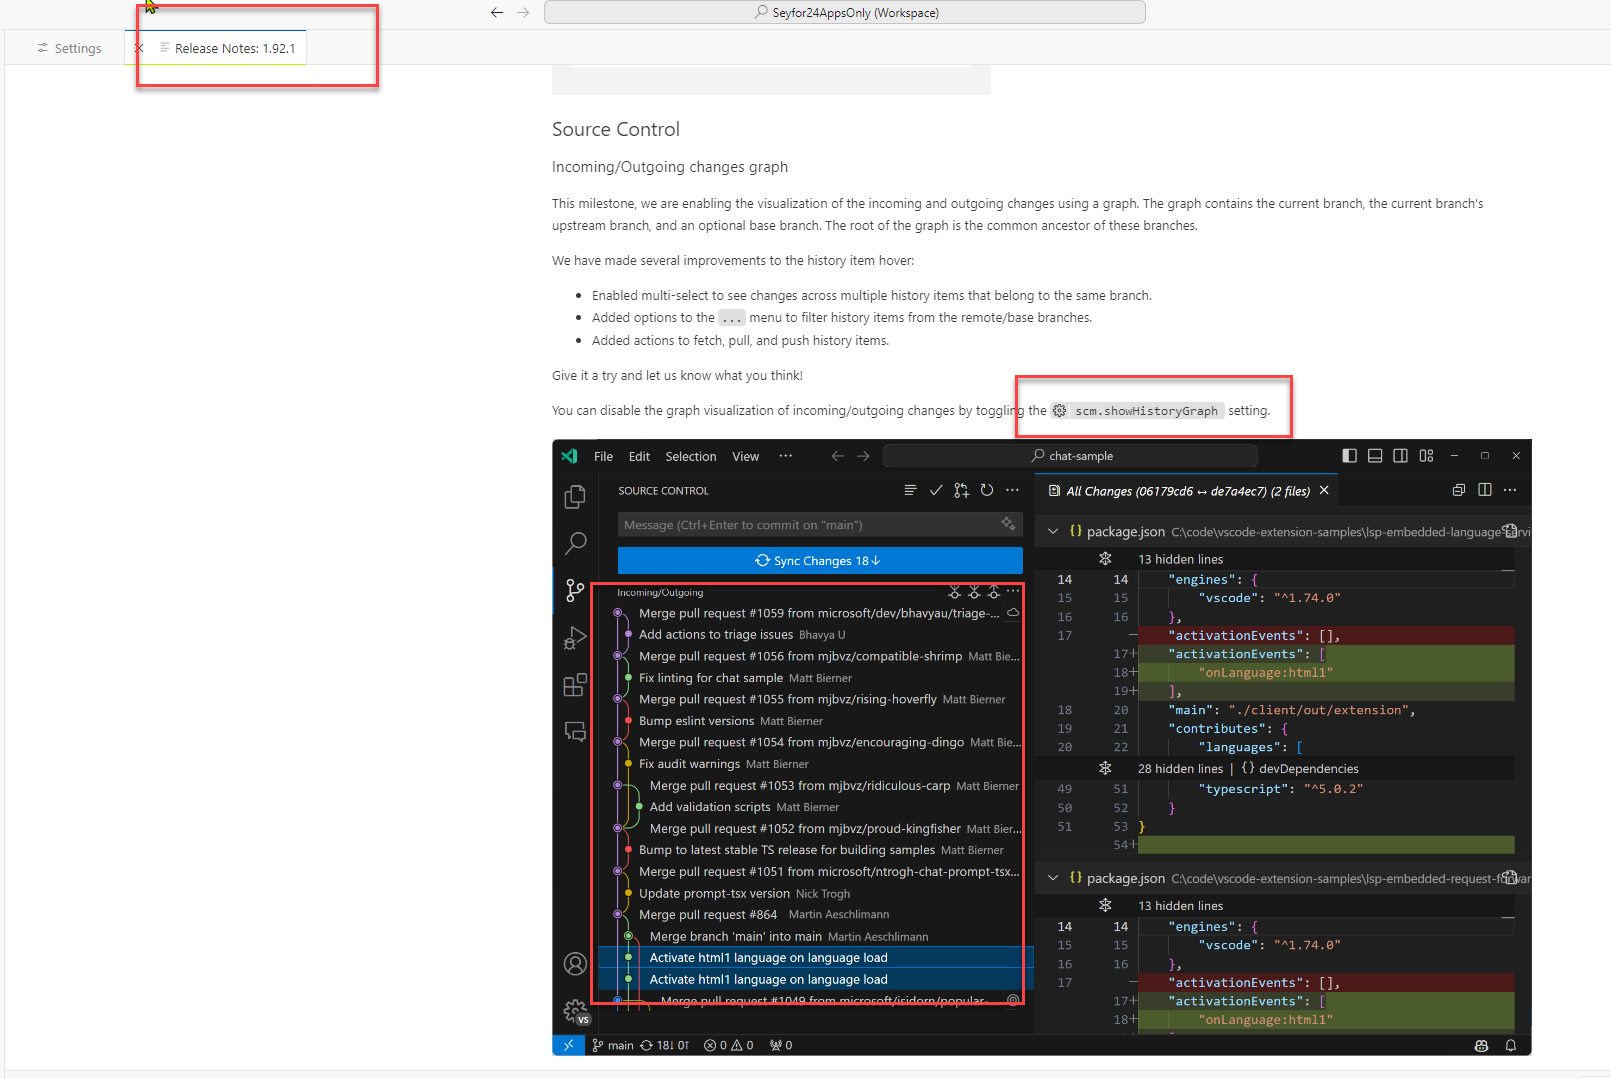 Seyfor24AppsOnly (Workspace)
Settings
Release Notes: 1.92.1
Source Control
Incoming/Outgoing changes graph
This milestone, we are enabling the visualization of the incoming and outgoing changes using a graph. The graph contains the current branch, the current branch's
upstream branch, and an optional base branch. The root of the graph is the common ancestor of these branches.
We have made several improvements to the history item hover:
• Enabled multi-select to see changes across multiple history items that belong to the same branch.
• Added options to the ... menu to filter history items from the remote/base branches.
• Added actions to fetch, pull, and push history items.
Give it a try and let us know what you think!
You can disable the graph visualization of incoming/outgoing changes by toggling the scm.showHistoryGraph setting.
File Edit Selection View ···
chat-sample
SOURCE CONTROL
Message (Ctrl+Enter to commit on "main")
Sync Changes 18↓
Incoming/Outgoing
Merge pull request #1059 from microsoft/dev/bhavyau/triage-...
Add actions to triage issues Bhavya U
Merge pull request #1056 from mjbvz/compatible-shrimp Matt Bie...
Fix linting for chat sample Matt Bierner
Merge pull request #1055 from mjbvz/rising-hoverfly Matt Bierner
Bump eslint versions Matt Bierner
Merge pull request #1054 from mjbvz/encouraging-dingo Matt Bie...
Fix audit warnings Matt Bierner
Merge pull request #1053 from mjbvz/ridiculous-carp Matt Bierner
Add validation scripts Matt Bierner
Merge pull request #1052 from mjbvz/proud-kingfisher Matt Bier...
Bump to latest stable TS release for building samples Matt Bierner
Merge pull request #1051 from microsoft/ntrogh-chat-prompt-tsx...
Update prompt-tsx version Nick Trogh
Merge pull request #864 Martin Aeschlimann
Merge branch 'main' into main Martin Aeschlimann
Activate html1 language on language load
Activate html1 language on language load
Merge pull request #1049 from microsoft/isidorn/popular-
VS
All Changes (06179cd6 ↔ de7a4ec7) (2 files)
{} package.json C:\code\vscode-extension-samples\lsp-embedded-language-servi
13 hidden lines
14 14 "engines": {
15 15 "vscode": "^1.74.0"
16 16 },
17 — "activationEvents": [],
17+ "activationEvents": [
18+ "onLanguage:html1"
19+ ],
18 20 "main": "./client/out/extension",
19 21 "contributes": {
20 22 "languages": [
28 hidden lines | {} devDependencies
49 51 "typescript": "^5.0.2"
50 52 }
51 53 }
54+
{} package.json C:\code\vscode-extension-samples\lsp-embedded-request-forwar
13 hidden lines
14 14 "engines": {
15 15 "vscode": "^1.74.0"
16 16 },
17 — "activationEvents": [],
17+ "activationEvents": [
18+ "onLanguage:html1"
main 18↓ 0↑ 0 0 0